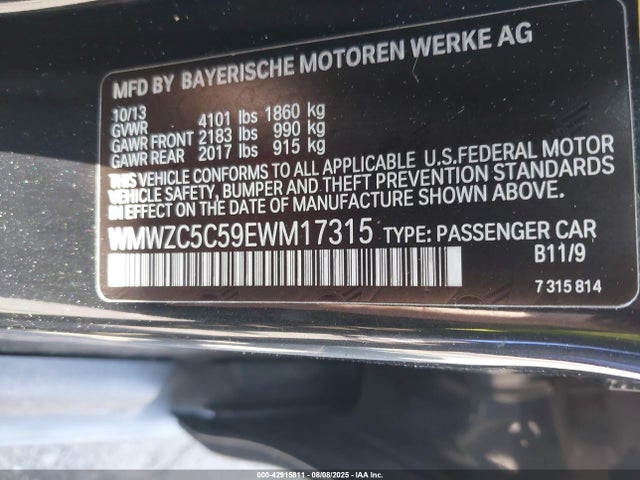 MFD BY BAYERISCHE MOTOREN WERKE AG
10/13
GVWR 4101 lbs 1860 kg
GAWR FRONT 2183 lbs 990 kg
GAWR REAR 2017 lbs 915 kg
THIS VEHICLE CONFORMS TO ALL APPLICABLE U.S.FEDERAL MOTOR
VEHICLE SAFETY, BUMPER AND THEFT PREVENTION STANDARDS
IN EFFECT ON THE DATE OF MANUFACTURE SHOWN ABOVE.
WMWZC5C59EWM17315 TYPE: PASSENGER CAR
B11/9
7 315 814
000-42915811 - 08/08/2025 - IAA Inc.